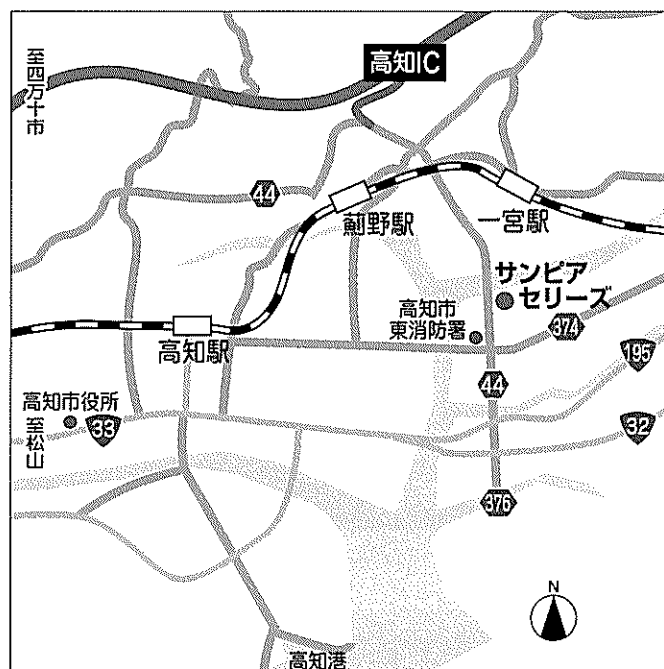 至四万十市
高知IC
44
薊野駅
一宮駅
サンピア
セリーズ
高知市
東消防署
374
高知駅
195
44
高知市役所
33
32
至松山
376
N
高知港